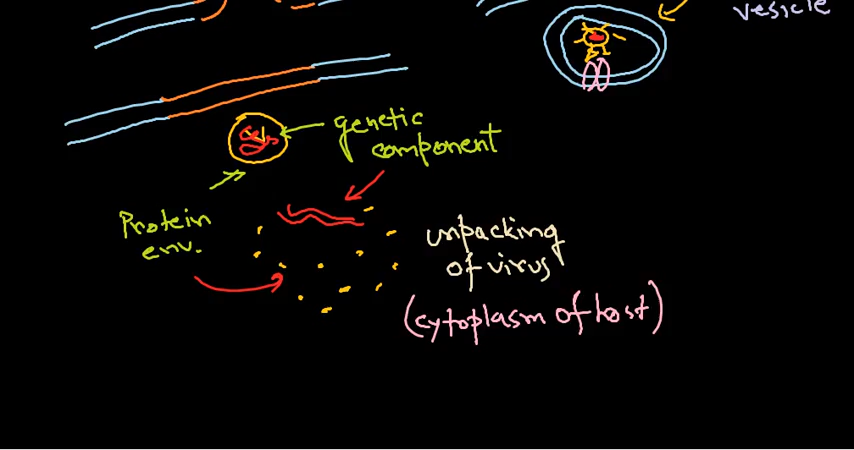 vesicle
genetic
component
Protein
env.
unpacking
of virus
(cytoplasm of host)